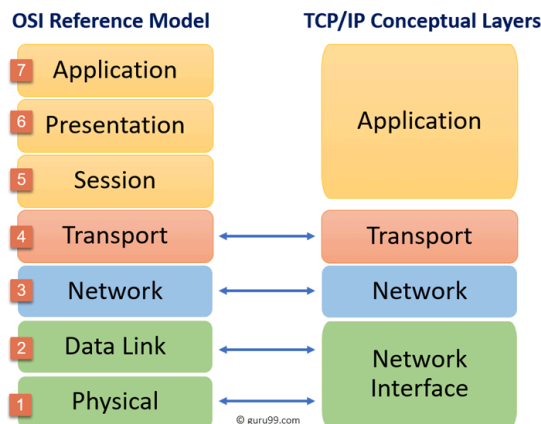 OSI Reference Model
TCP/IP Conceptual Layers
7 Application
6 Presentation
5 Session
4 Transport
3 Network
2 Data Link
1 Physical
Application
Transport
Network
Network
Interface
© guru99.com